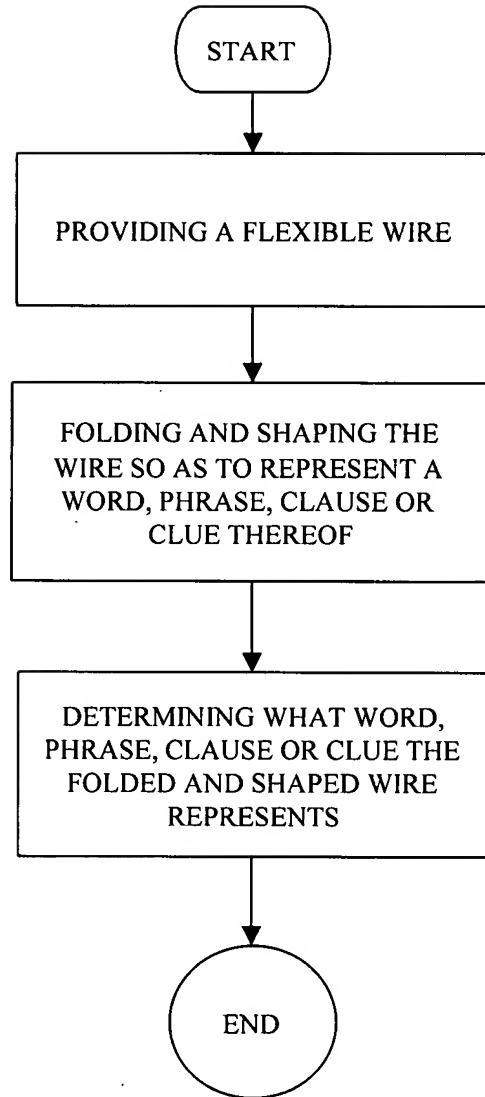 START
PROVIDING A FLEXIBLE WIRE
FOLDING AND SHAPING THE
WIRE SO AS TO REPRESENT A
WORD, PHRASE, CLAUSE OR
CLUE THEREOF
DETERMINING WHAT WORD,
PHRASE, CLAUSE OR CLUE THE
FOLDED AND SHAPED WIRE
REPRESENTS
END